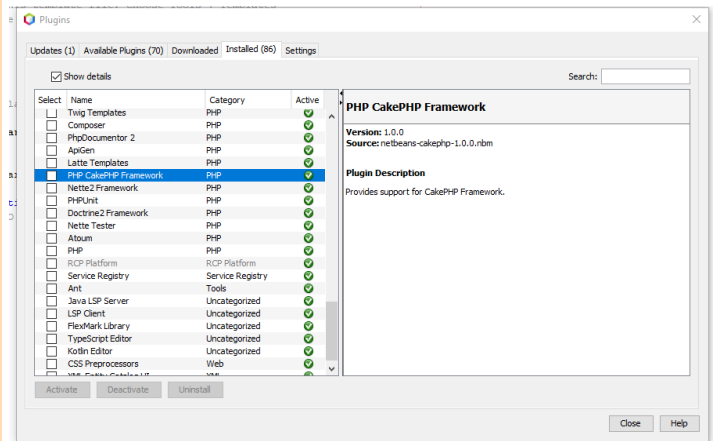 Plugins
Updates (1) Available Plugins (70) Downloaded Installed (86) Settings
Show details
Search:
Select Name Category Active
Twig Templates PHP
Composer PHP
PhpDocumentor 2 PHP
ApiGen PHP
Latte Templates PHP
PHP CakePHP Framework PHP
Nette2 Framework PHP
PHPUnit PHP
Doctrine2 Framework PHP
Nette Tester PHP
Atoum PHP
PHP PHP
RCP Platform RCP Platform
Service Registry Service Registry
Ant Tools
Java LSP Server Uncategorized
LSP Client Uncategorized
FlexMark Library Uncategorized
TypeScript Editor Uncategorized
Kotlin Editor Uncategorized
CSS Preprocessors Web
PHP CakePHP Framework
Version: 1.0.0
Source: netbeans-cakephp-1.0.0.nbm
Plugin Description
Provides support for CakePHP Framework.
Activate Deactivate Uninstall
Close Help